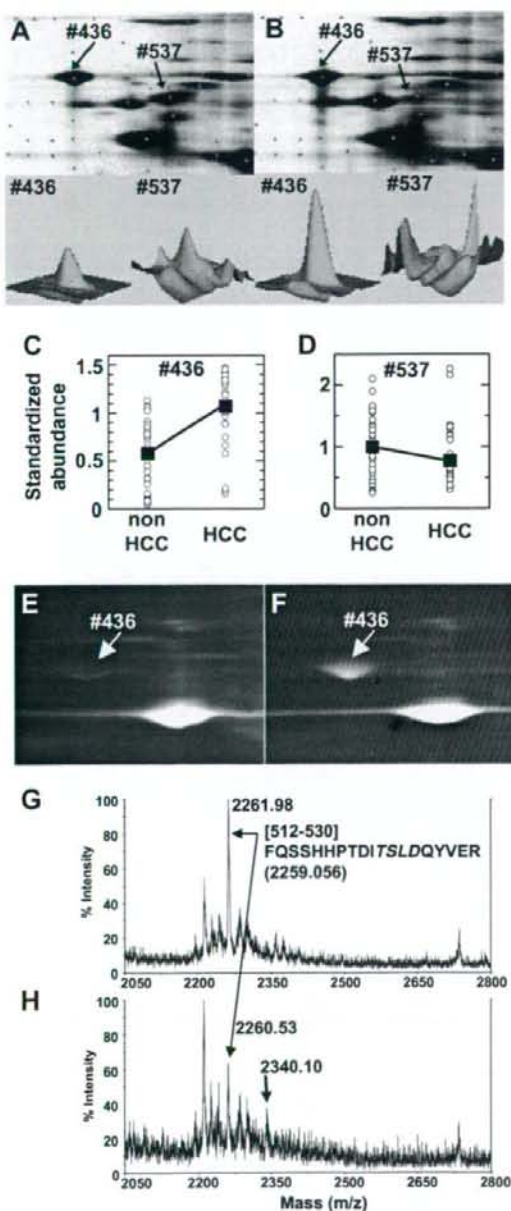 A
#436
#537
B
#436
#537
#436
#537
#436
#537
C
#436
Standardized
abundance
1.5
1
0.5
0
non
HCC
HCC
D
#537
2
1
0
non
HCC
HCC
E
#436
F
#436
G
% Intensity
100
80
60
40
20
0
2261.98
[512-530]
FQSSHHPTDITSLDQYVER
(2259.056)
2050
2200
2350
2500
2650
2800
H
% Intensity
100
80
60
40
20
0
2260.53
2340.10
2050
2200
2350
2500
2650
2800
Mass (m/z)